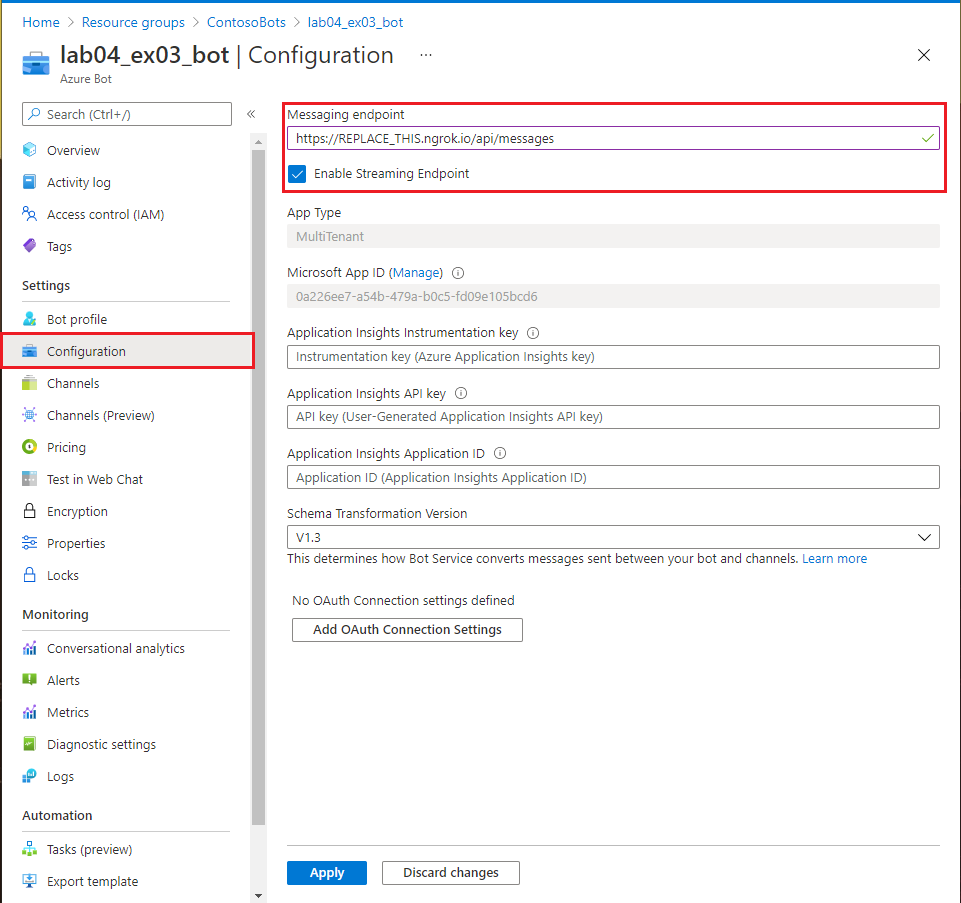 Home > Resource groups > ContosoBots > lab04_ex03_bot
lab04_ex03_bot | Configuration ...
Azure Bot
Search (Ctrl+/)
«
Overview
Activity log
Access control (IAM)
Tags
Settings
Bot profile
Configuration
Channels
Channels (Preview)
Pricing
Test in Web Chat
Encryption
Properties
Locks
Monitoring
Conversational analytics
Alerts
Metrics
Diagnostic settings
Logs
Automation
Tasks (preview)
Export template
Messaging endpoint
https://REPLACE_THIS.ngrok.io/api/messages
Enable Streaming Endpoint
App Type
MultiTenant
Microsoft App ID (Manage)
0a226ee7-a54b-479a-b0c5-fd09e105bcd6
Application Insights Instrumentation key
Instrumentation key (Azure Application Insights key)
Application Insights API key
API key (User-Generated Application Insights API key)
Application Insights Application ID
Application ID (Application Insights Application ID)
Schema Transformation Version
V1.3
This determines how Bot Service converts messages sent between your bot and channels. Learn more
No OAuth Connection settings defined
Add OAuth Connection Settings
Apply
Discard changes